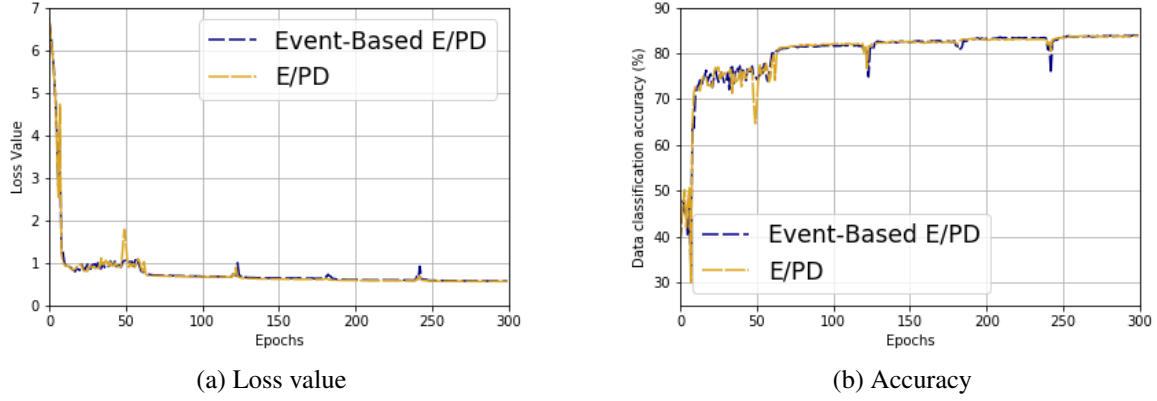 7
6
5
4
3
2
1
0
Loss Value
Event-Based E/PD
E/PD
0 50 100 150 200 250 300
Epochs
(a) Loss value
90
80
70
60
50
40
30
Data classification accuracy (%)
Event-Based E/PD
E/PD
0 50 100 150 200 250 300
Epochs
(b) Accuracy